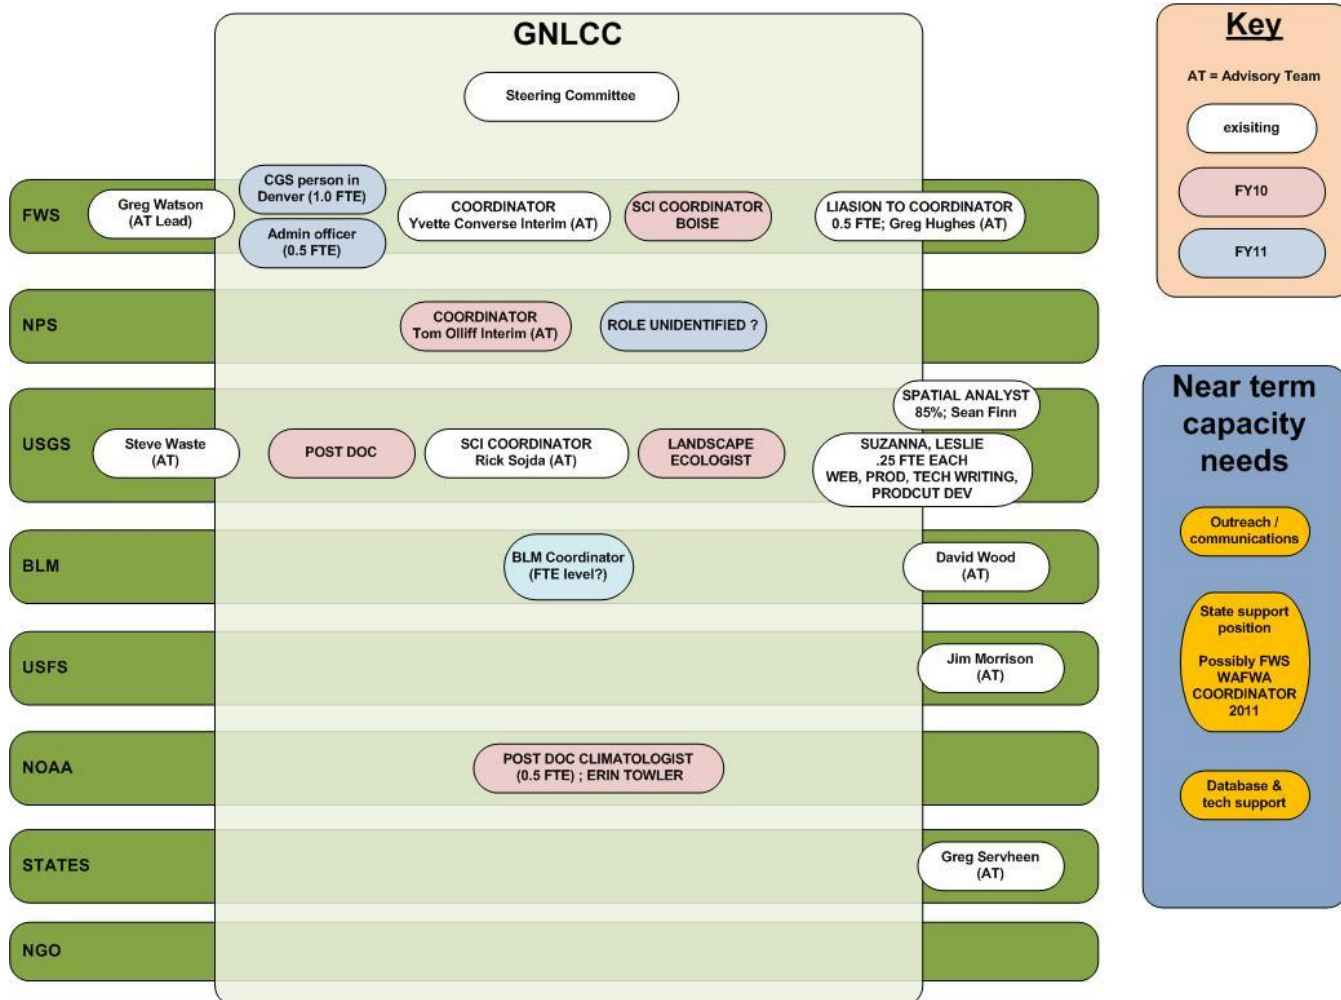 GNLCC
Steering Committee
FWS
Greg Watson
(AT Lead)
CGS person in
Denver (1.0 FTE)
Admin officer
(0.5 FTE)
COORDINATOR
Yvette Converse Interim (AT)
SCI COORDINATOR
BOISE
LIASION TO COORDINATOR
0.5 FTE; Greg Hughes (AT)
NPS
COORDINATOR
Tom Olliff Interim (AT)
ROLE UNIDENTIFIED ?
USGS
Steve Waste
(AT)
POST DOC
SCI COORDINATOR
Rick Sojda (AT)
LANDSCAPE
ECOLOGIST
SPATIAL ANALYST
85%; Sean Finn
SUZANNA, LESLIE
.25 FTE EACH
WEB, PROD, TECH WRITING,
PRODCUT DEV
BLM
BLM Coordinator
(FTE level?)
David Wood
(AT)
USFS
Jim Morrison
(AT)
NOAA
POST DOC CLIMATOLOGIST
(0.5 FTE) ; ERIN TOWLER
STATES
Greg Servheen
(AT)
NGO
Key
AT = Advisory Team
exisiting
FY10
FY11
Near term
capacity
needs
Outreach /
communications
State support
position
Possibly FWS
WAFWA
COORDINATOR
2011
Database &
tech support